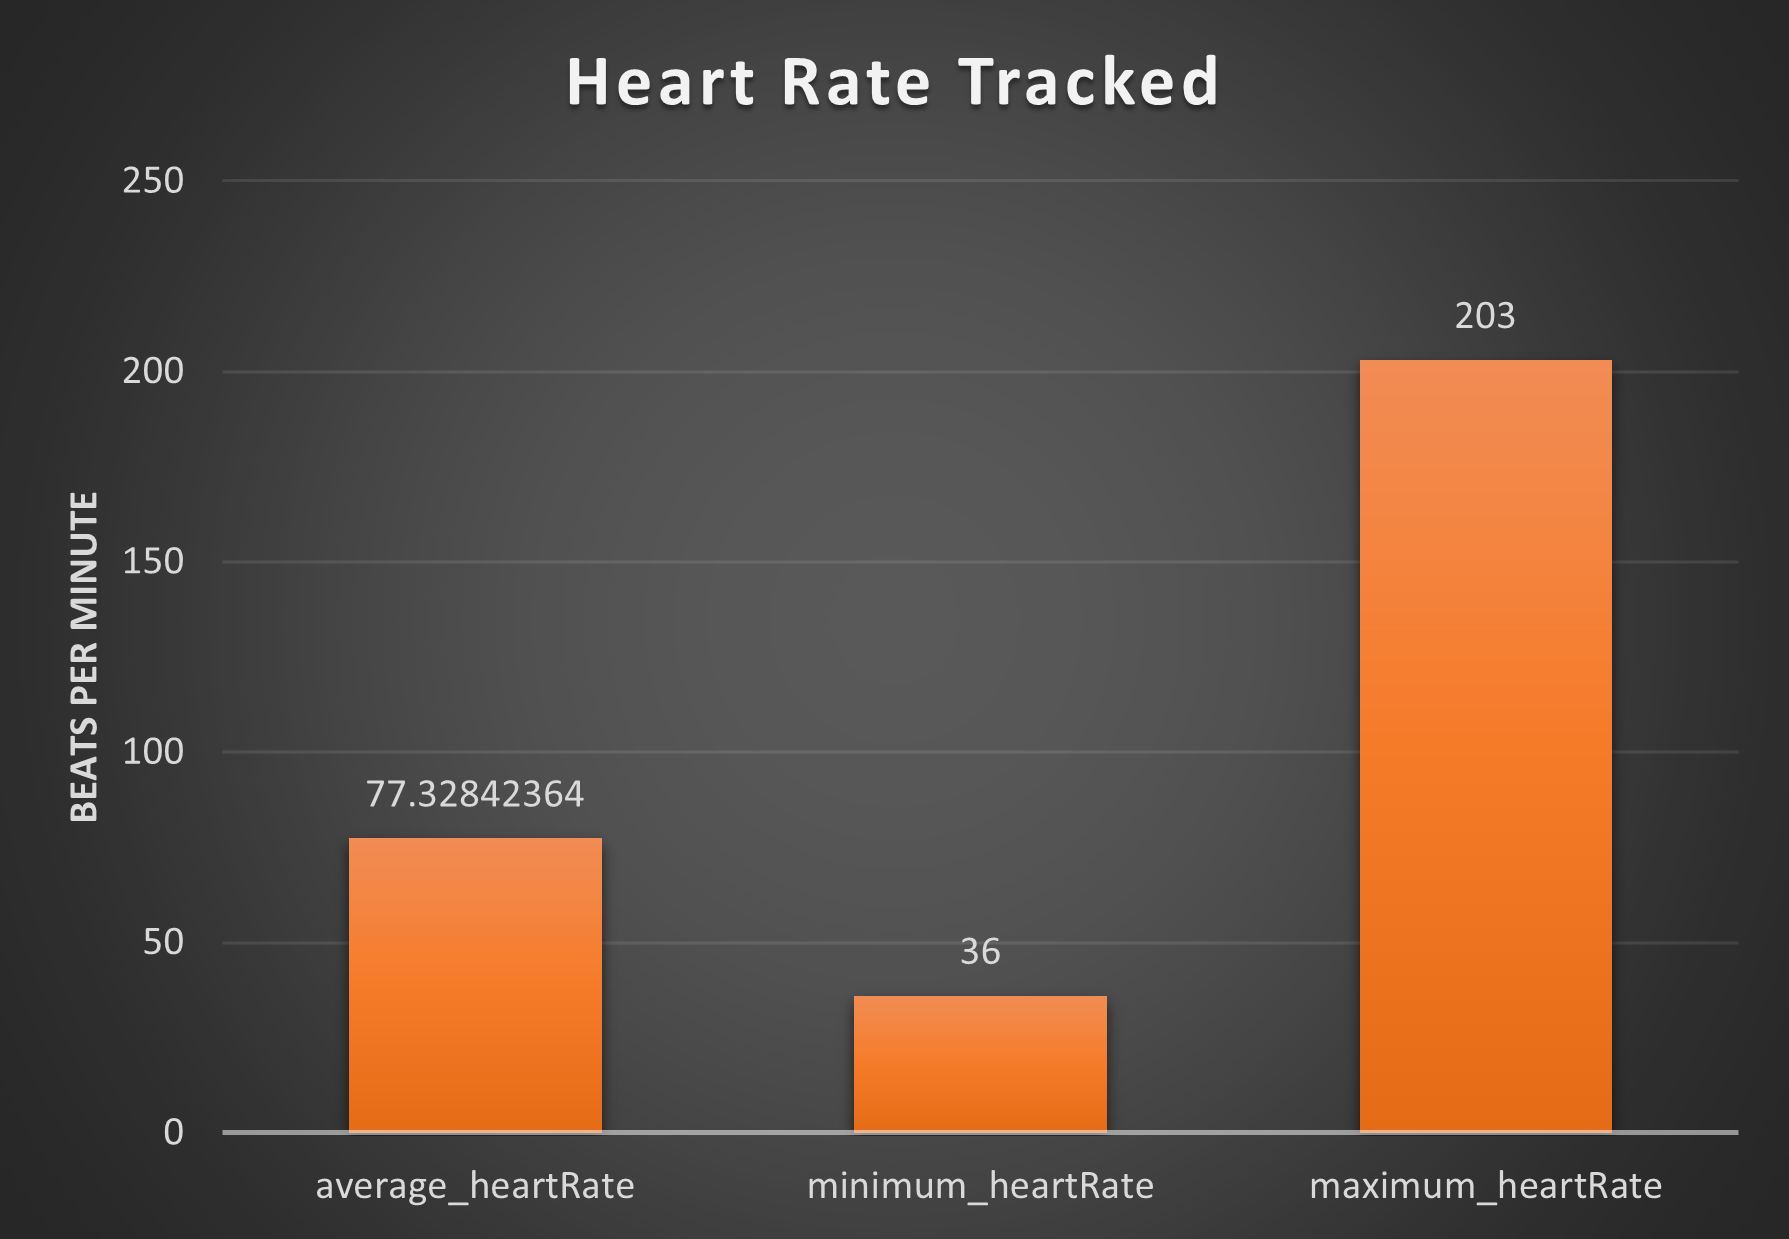 Heart Rate Tracked
BEATS PER MINUTE
250
200
150
100
50
0
77.32842364
36
203
average_heartRate
minimum_heartRate
maximum_heartRate